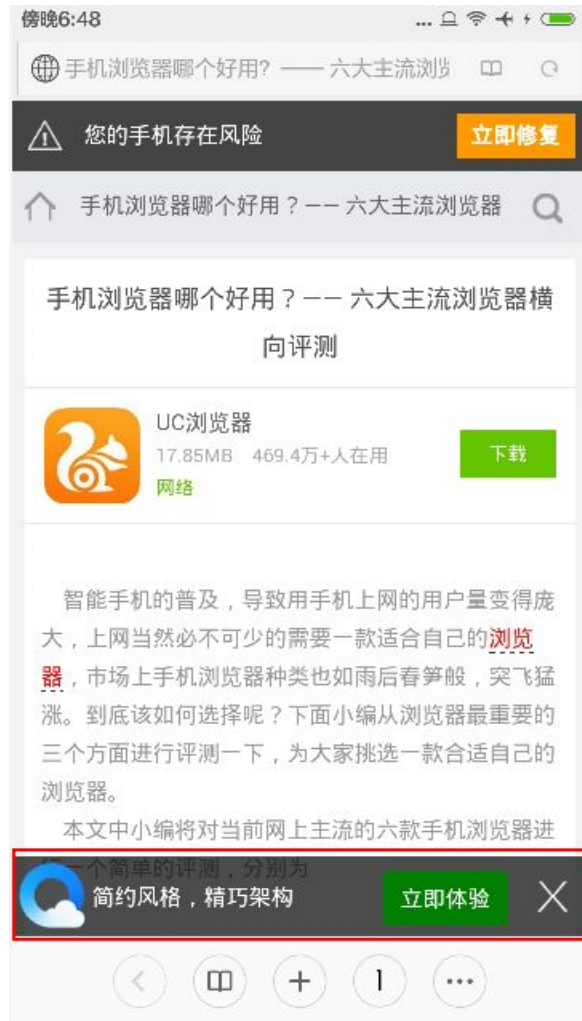 傍晚6:48
手机浏览器哪个好用? —— 六大主流浏
您的手机存在风险
立即修复
手机浏览器哪个好用？—— 六大主流浏览器
手机浏览器哪个好用？—— 六大主流浏览器横
向评测
UC浏览器
17.85MB 469.4万+人在用
网络
下载
智能手机的普及，导致用手机上网的用户量变得庞
大，上网当然必不可少的需要一款适合自己的浏览
器，市场上手机浏览器种类也如雨后春笋般，突飞猛
涨。到底该如何选择呢？下面小编从浏览器最重要的
三个方面进行评测一下，为大家挑选一款合适自己的
浏览器。
本文中小编将对当前网上主流的六款手机浏览器进
一个简单的评测，分别为
简约风格，精巧架构
立即体验
1